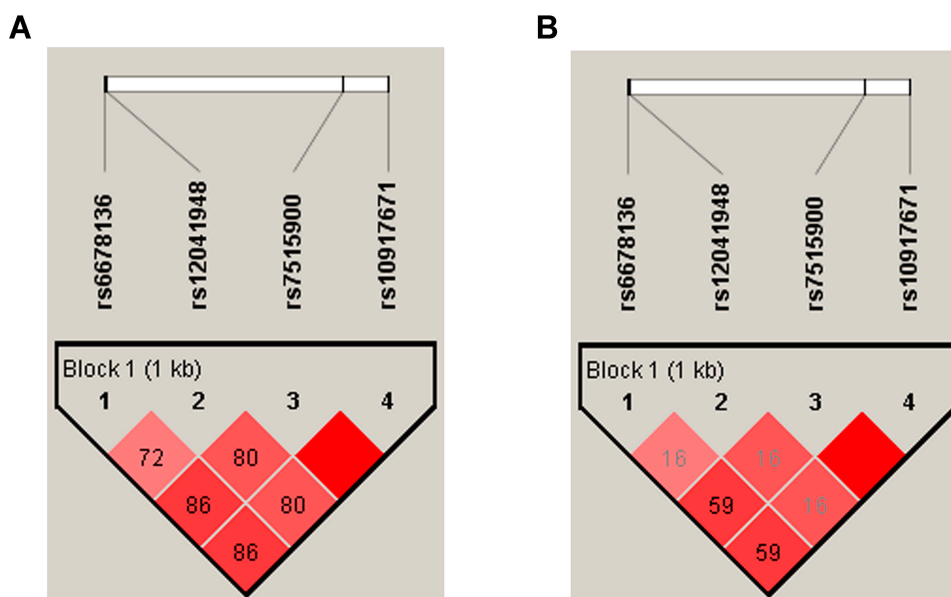 A
rs6678136
rs12041948
rs7515900
rs10917671
Block 1 (1 kb)
1 2 3 4
72 80
86 80
86
B
rs6678136
rs12041948
rs7515900
rs10917671
Block 1 (1 kb)
1 2 3 4
16 16
59 16
59